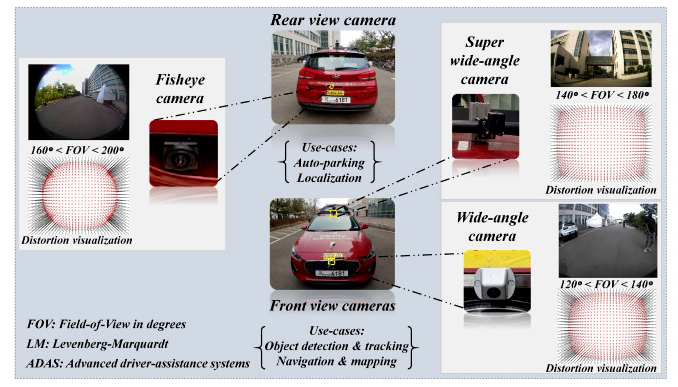 Rear view camera
Fisheye
camera
160° < FOV < 200°
Distortion visualization
Use-cases:
Auto-parking
Localization
Super
wide-angle
camera
140° < FOV < 180°
Distortion visualization
Wide-angle
camera
120° < FOV < 140°
Distortion visualization
Front view cameras
Use-cases:
Object detection & tracking
Navigation & mapping
FOV: Field-of-View in degrees
LM: Levenberg-Marquardt
ADAS: Advanced driver-assistance systems